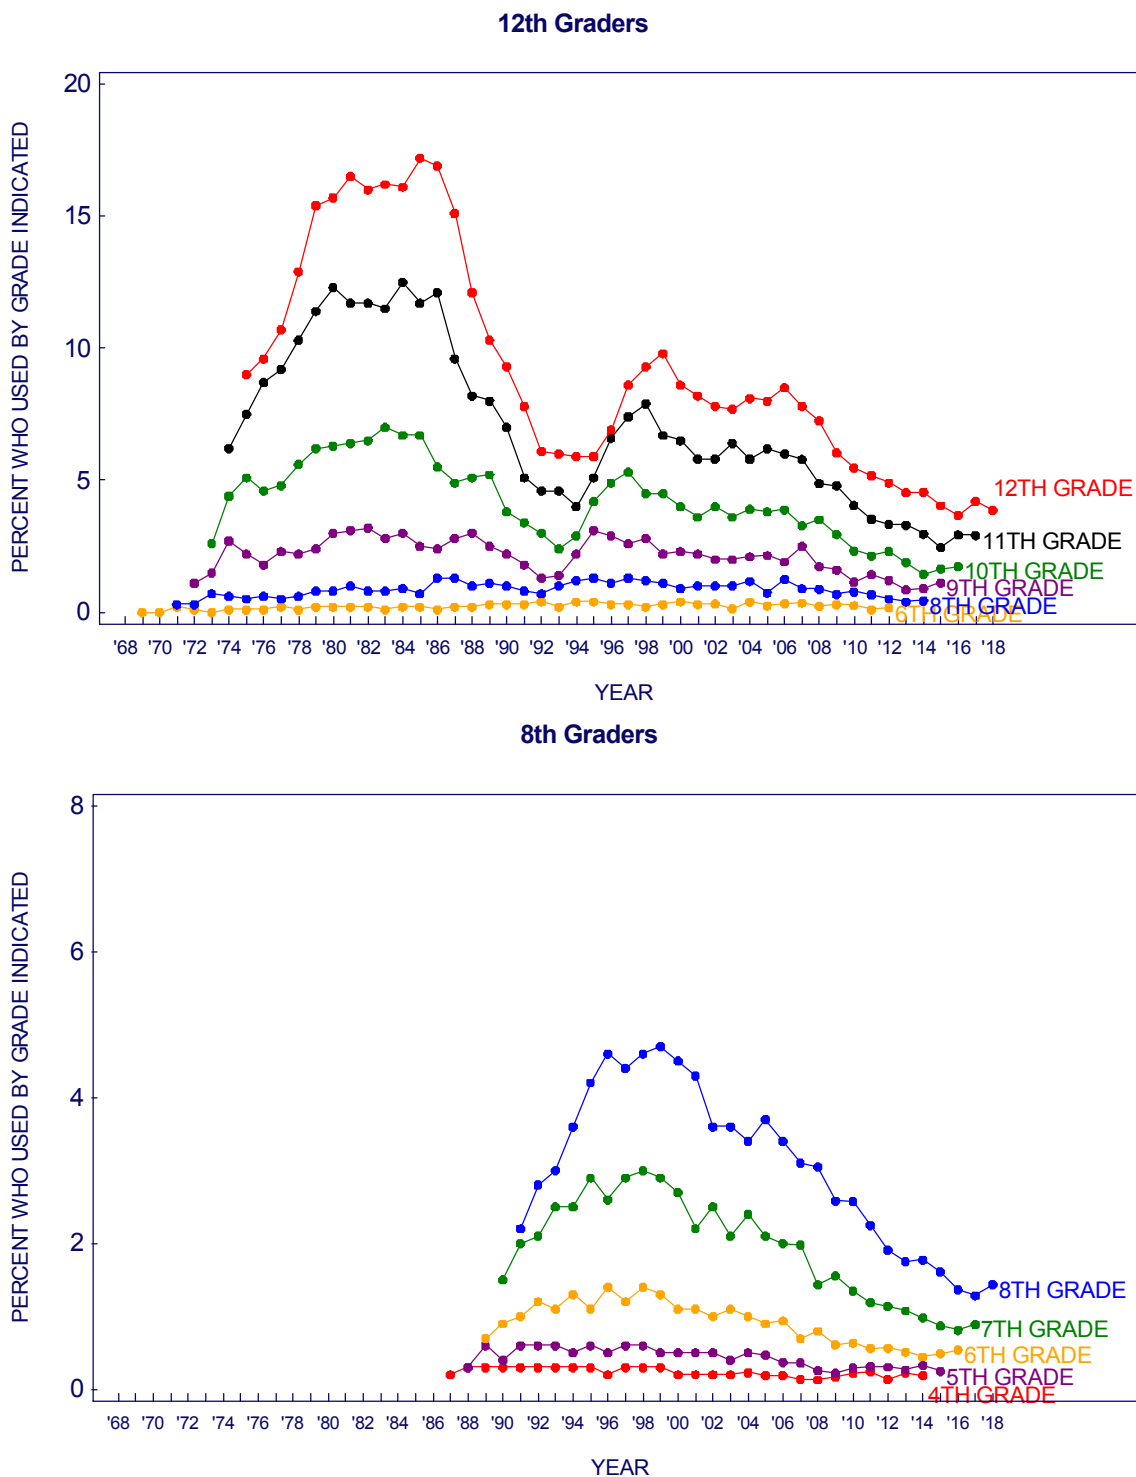 12th Graders
PERCENT WHO USED BY GRADE INDICATED
20
15
10
5
0
12TH GRADE
11TH GRADE
10TH GRADE
9TH GRADE
8TH GRADE
6TH GRADE
'68 '70 '72 '74 '76 '78 '80 '82 '84 '86 '88 '90 '92 '94 '96 '98 '00 '02 '04 '06 '08 '10 '12 '14 '16 '18
YEAR
8th Graders
PERCENT WHO USED BY GRADE INDICATED
8
6
4
2
0
8TH GRADE
7TH GRADE
6TH GRADE
5TH GRADE
4TH GRADE
'68 '70 '72 '74 '76 '78 '80 '82 '84 '86 '88 '90 '92 '94 '96 '98 '00 '02 '04 '06 '08 '10 '12 '14 '16 '18
YEAR